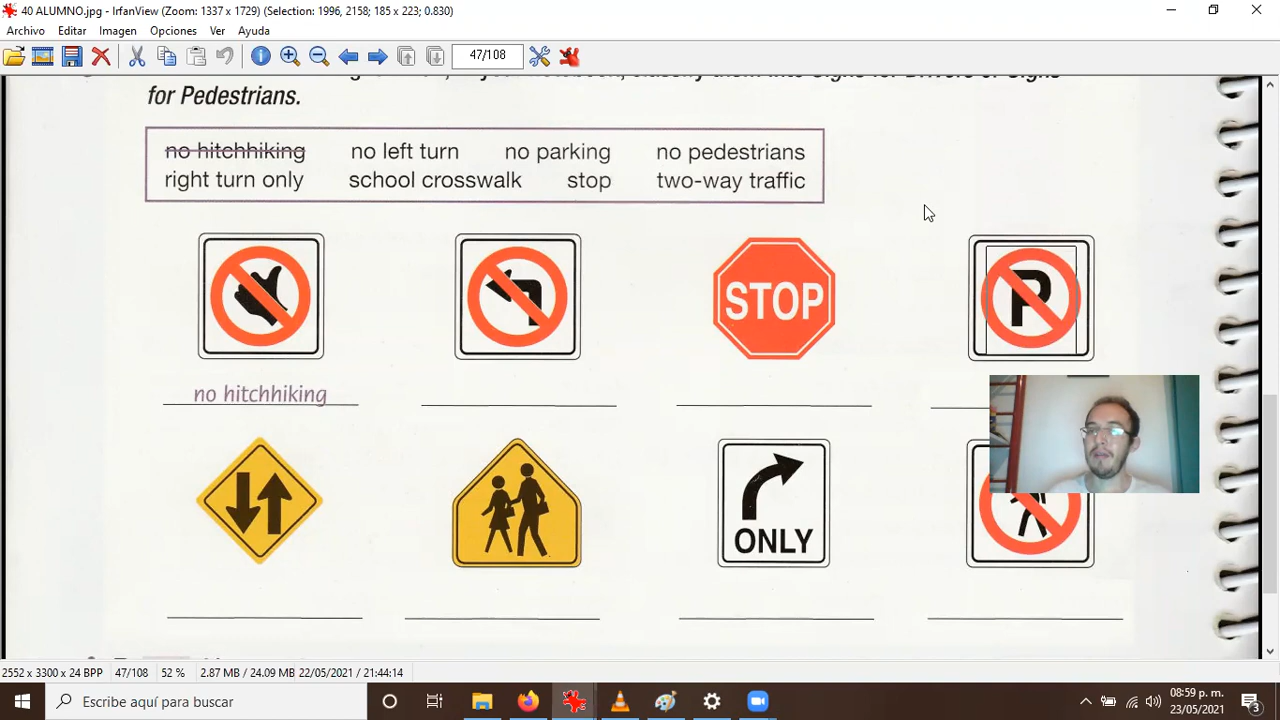 40 ALUMNO.jpg - IrfanView (Zoom: 1337 x 1729) (Selection: 1996, 2158; 185 x 223; 0.830)
Archivo Editar Imagen Opciones Ver Ayuda
47/108
for Pedestrians.
no hitchhiking no left turn no parking no pedestrians
right turn only school crosswalk stop two-way traffic
STOP P
no hitchhiking
ONLY
2552 x 3300 x 24 BPP 47/108 52 % 2.87 MB / 24.09 MB 22/05/2021 / 21:44:14
Escribe aquí para buscar
08:59 p. m.
23/05/2021
3